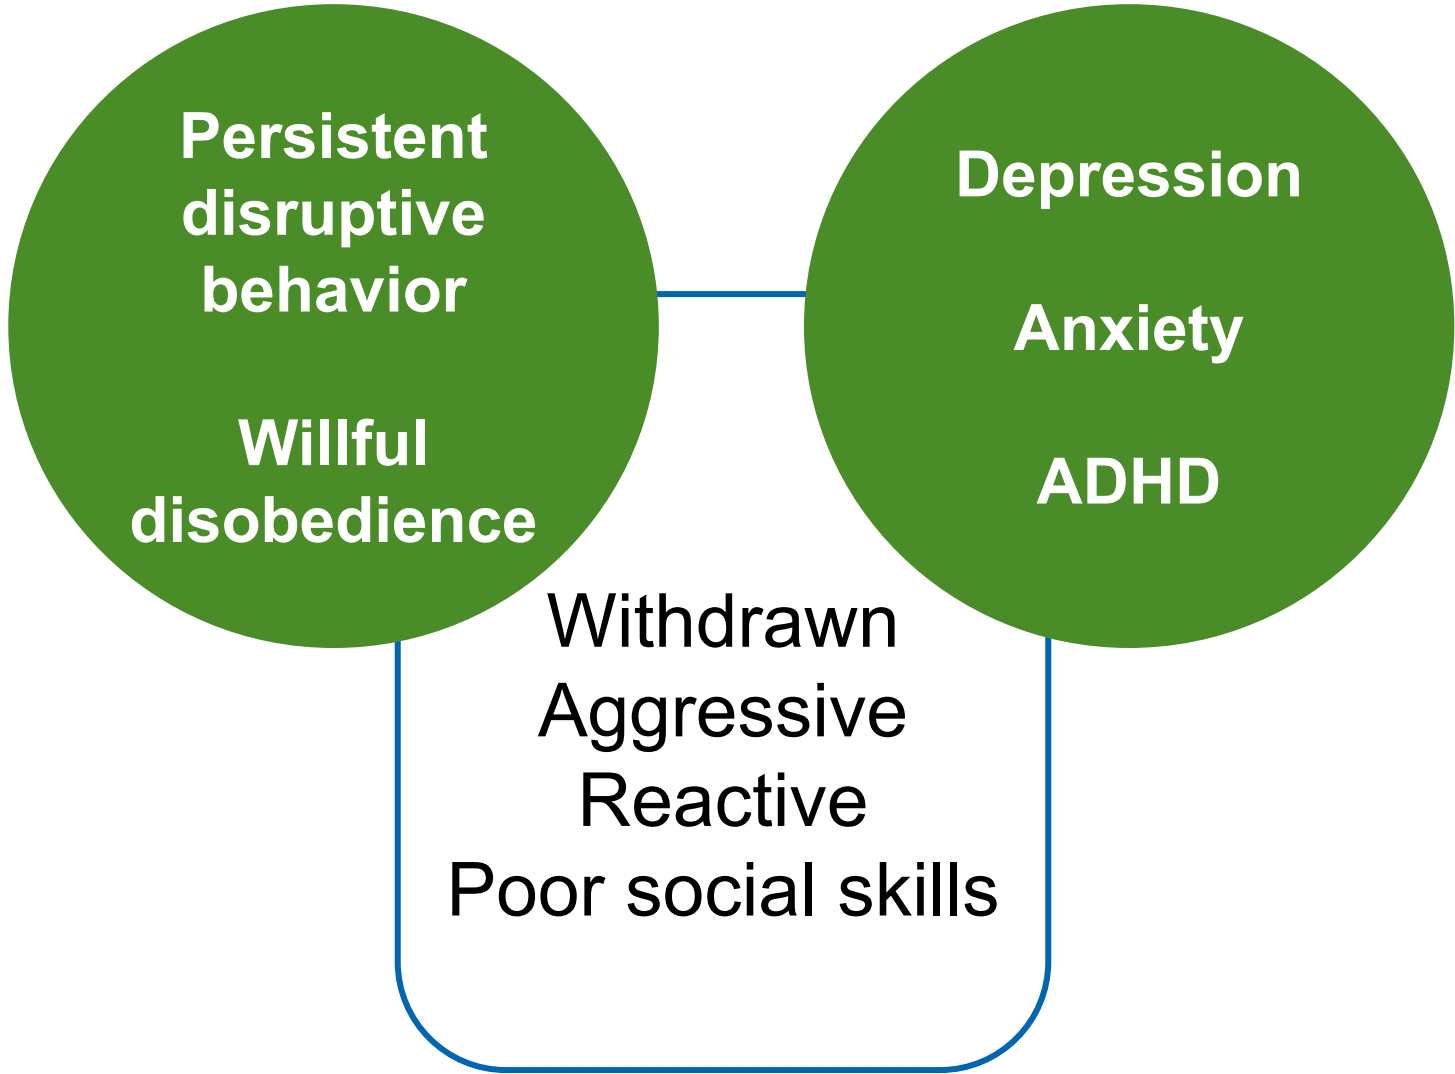 Persistent
disruptive
behavior
Willful
disobedience
Depression
Anxiety
ADHD
Withdrawn
Aggressive
Reactive
Poor social skills